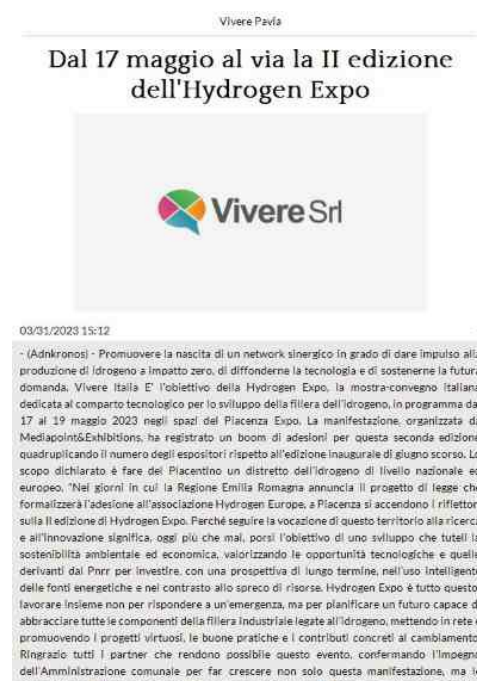 Vivere Pavia
Dal 17 maggio al via la II edizione
dell'Hydrogen Expo
Vivere Srl
03/31/2023 15:12
- (Adnkronos) - Promuovere la nascita di un network sinergico in grado di dare impulso alla
produzione di idrogeno a impatto zero, di diffonderne la tecnologia e di sostenerne la futura
domanda. Vivere Italia E' l'obiettivo della Hydrogen Expo, la mostra-convegno italiana
dedicata al comparto tecnologico per lo sviluppo della filiera dell'idrogeno, in programma dal
17 al 19 maggio 2023 negli spazi del Piacenza Expo. La manifestazione, organizzata da
Mediapoint&Exhibitions, ha registrato un boom di adesioni per questa seconda edizione
quadruplicando il numero degli espositori rispetto all'edizione inaugurale di giugno scorso. Lo
scopo dichiarato è fare del Piacentino un distretto dell'idrogeno di livello nazionale ed
europeo. "Nei giorni in cui la Regione Emilia Romagna annuncia il progetto di legge che
formalizzerà l'adesione all'associazione Hydrogen Europe, a Piacenza si accendono i riflettori
sulla II edizione di Hydrogen Expo. Perché seguire la vocazione di questo territorio alla ricerca
e all'innovazione significa, oggi più che mai, porsi l'obiettivo di uno sviluppo che tuteli la
sostenibilità ambientale ed economica, valorizzando le opportunità tecnologiche e quelle
derivanti dal Pnrr per investire, con una prospettiva di lungo termine, nell'uso intelligente
delle fonti energetiche e nel contrasto allo spreco di risorse. Hydrogen Expo è tutto questo:
lavorare insieme non per rispondere a un'emergenza, ma per planificare un futuro capace di
abbracciare tutte le componenti della filiera industriale legate all'idrogeno, mettendo in rete e
promuovendo i progetti virtuosi, le buone pratiche e i contributi concreti al cambiamento.
Ringrazio tutti i partner che rendono possibile questo evento, confermando l'impegno
dell'Amministrazione comunale per far crescere non solo questa manifestazione, ma le